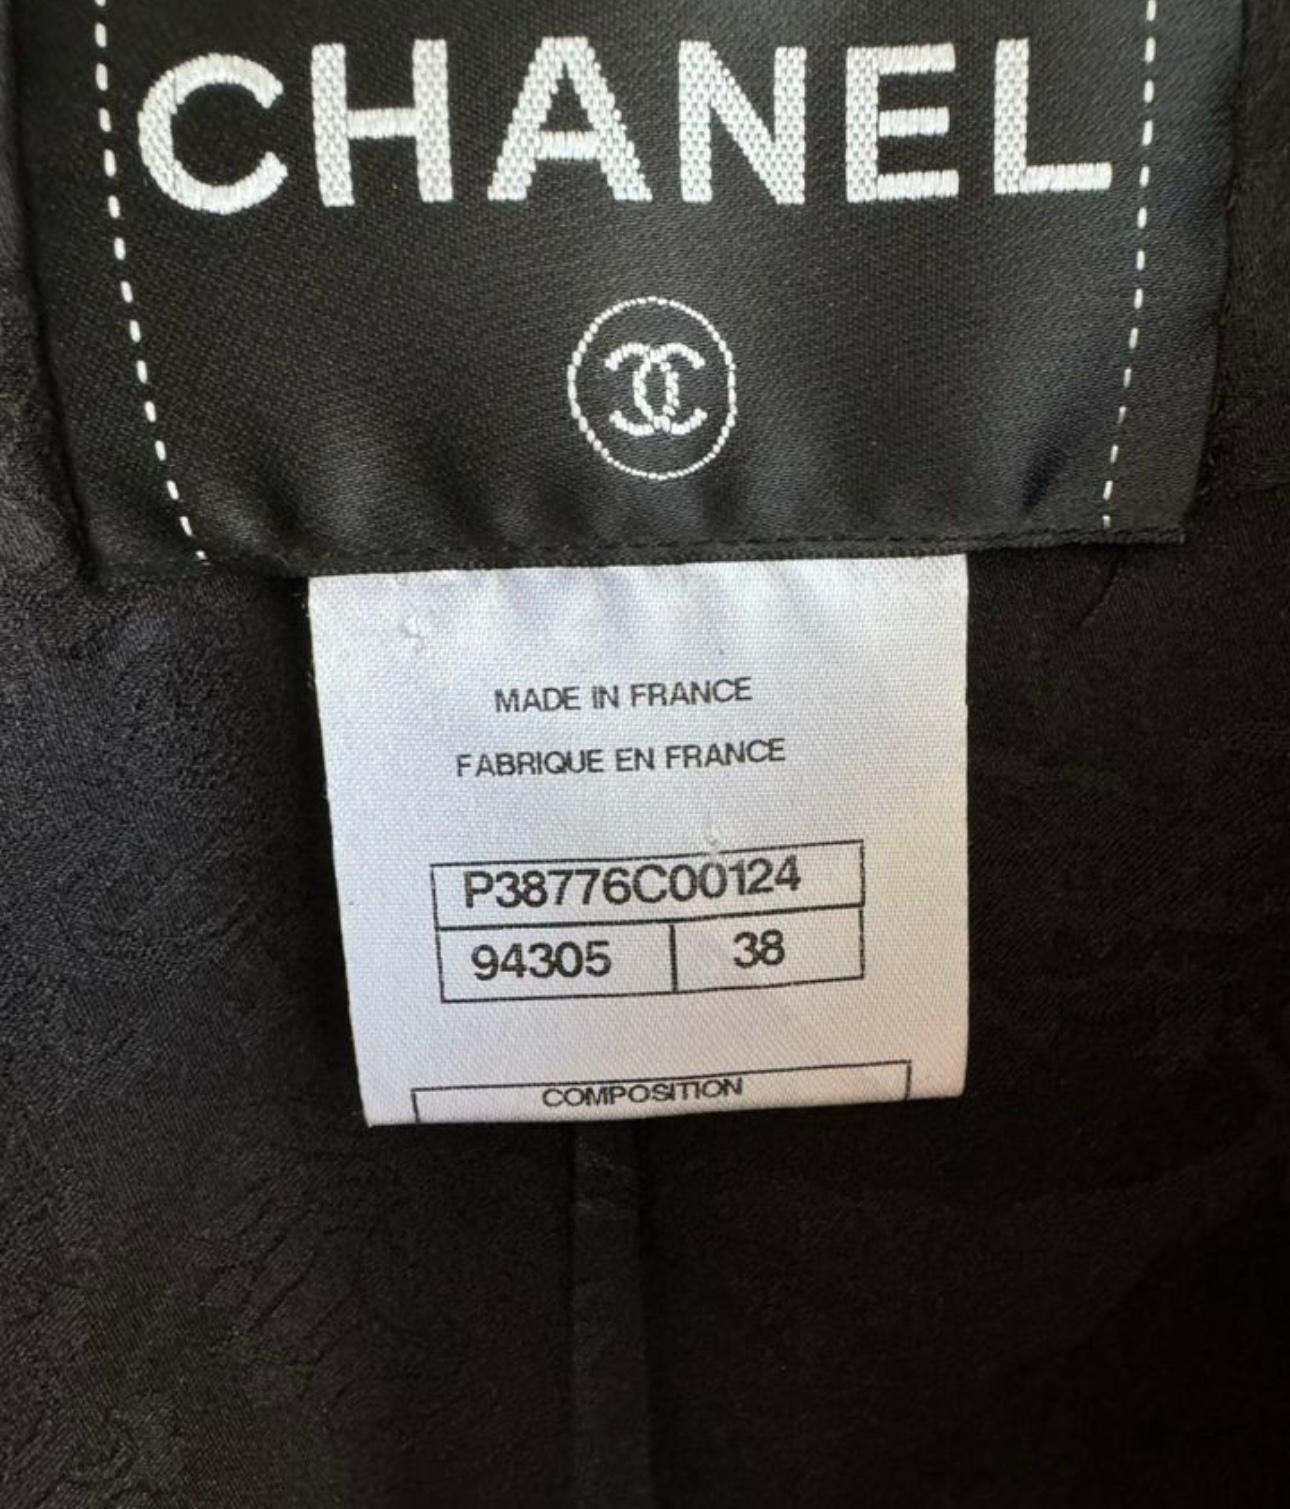 CHANEL
MADE IN FRANCE
FABRIQUE EN FRANCE
P38776C00124
94305 38
COMPOSITION